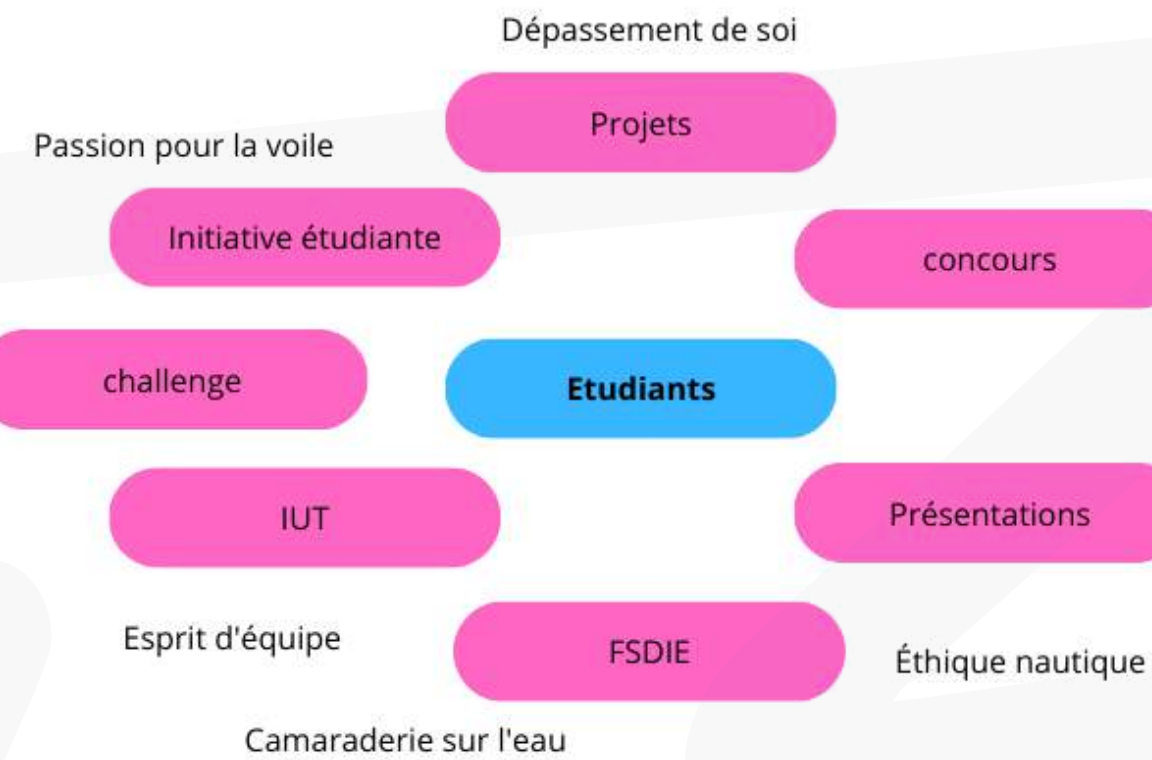 Dépassement de soi
Projets
Passion pour la voile
Initiative étudiante
concours
challenge
Etudiants
IUT
Présentations
Esprit d'équipe
FSDIE
Éthique nautique
Camaraderie sur l'eau